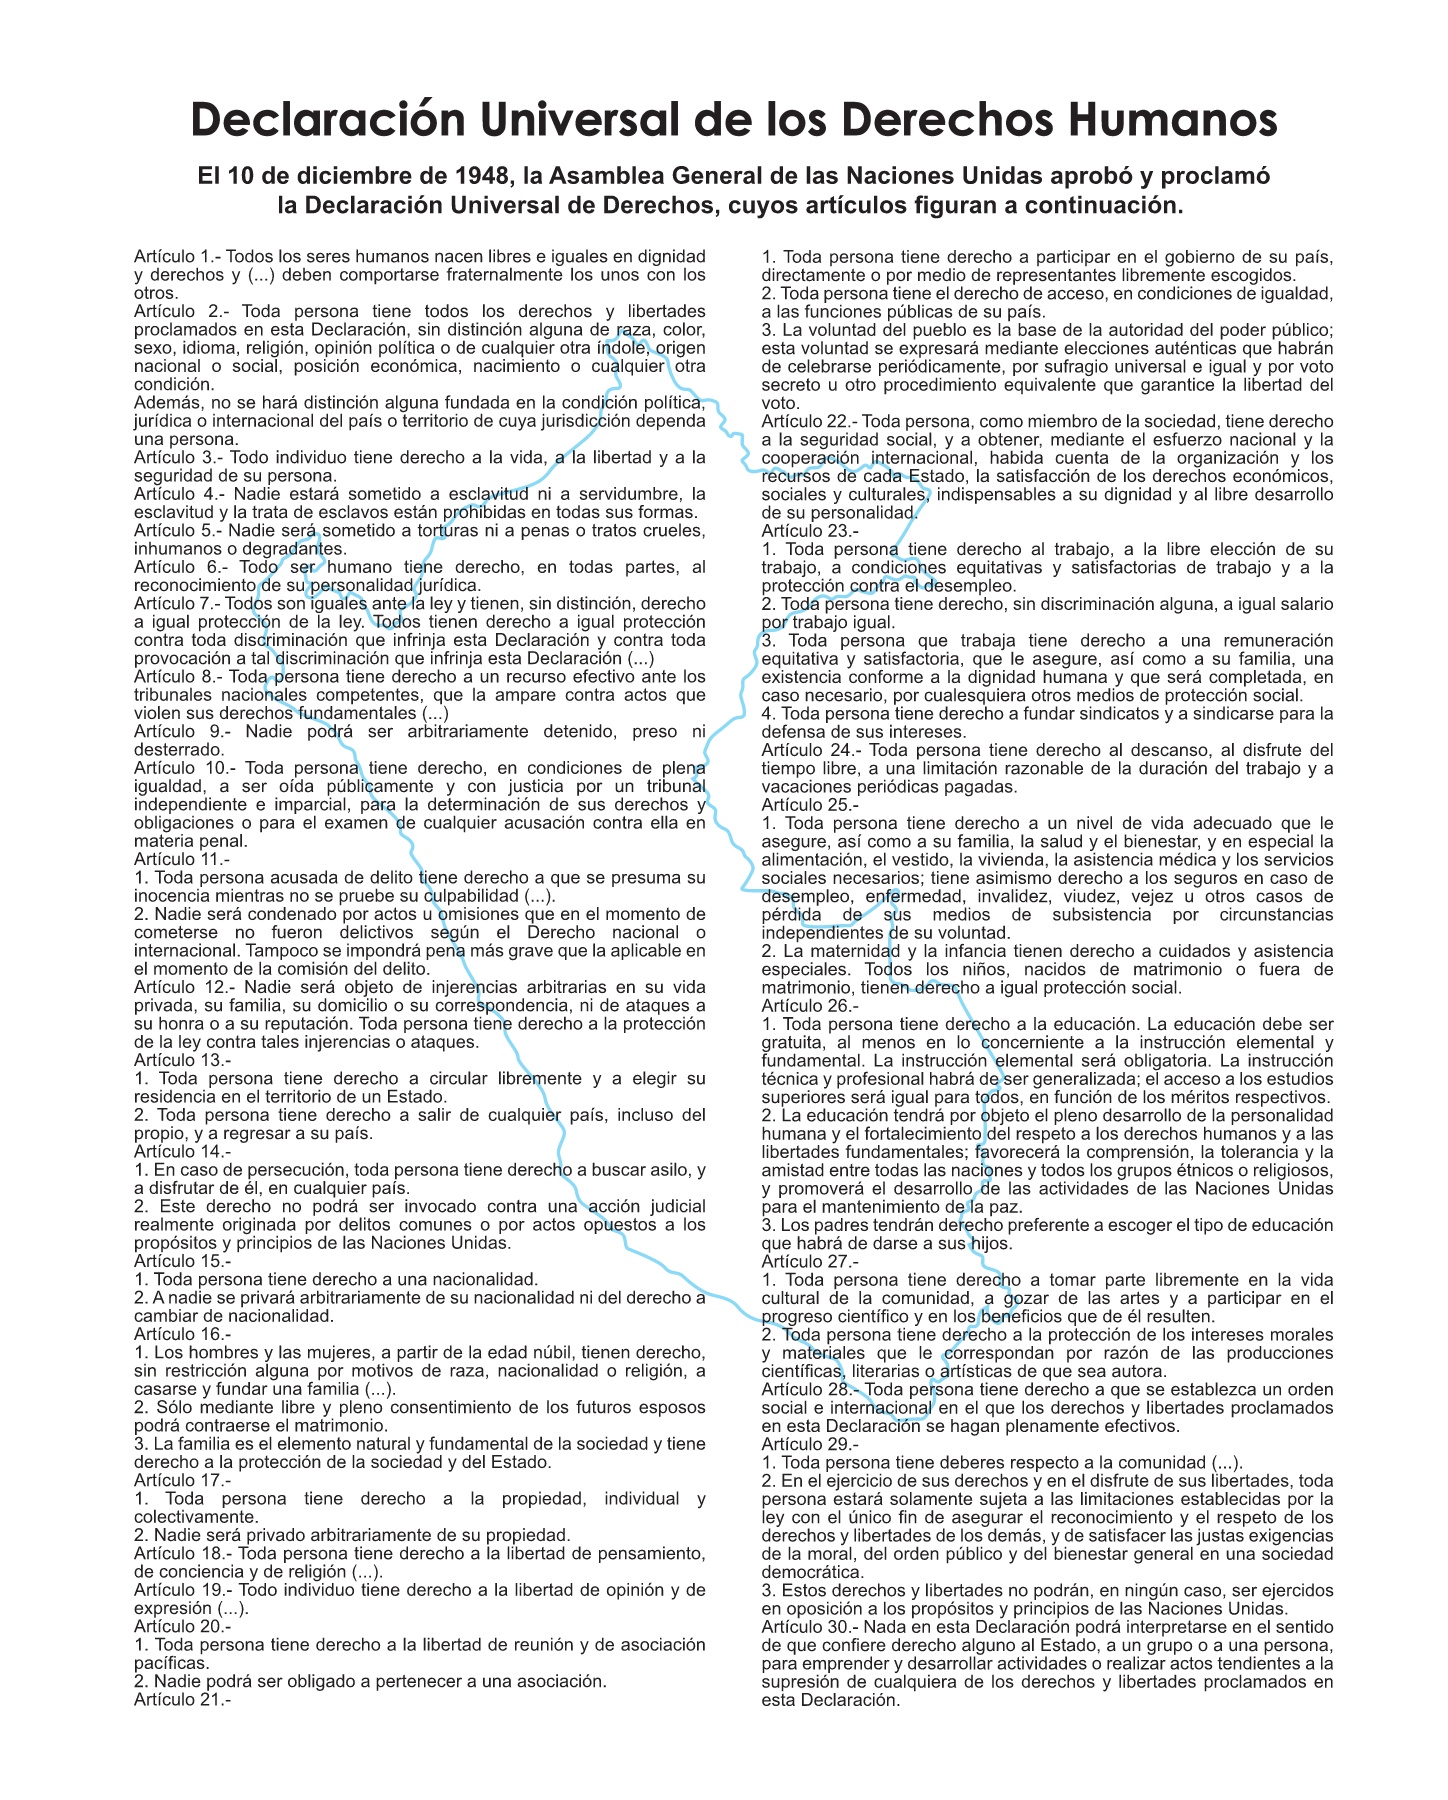 Declaración Universal de los Derechos Humanos
El 10 de diciembre de 1948, la Asamblea General de las Naciones Unidas aprobó y proclamó
la Declaración Universal de Derechos, cuyos artículos figuran a continuación.
Artículo 1.- Todos los seres humanos nacen libres e iguales en dignidad
y derechos y (...) deben comportarse fraternalmente los unos con los
otros.
Artículo 2.- Toda persona tiene todos los derechos y libertades
proclamados en esta Declaración, sin distinción alguna de raza, color,
sexo, idioma, religión, opinión política o de cualquier otra índole, origen
nacional o social, posición económica, nacimiento o cualquier otra
condición.
Además, no se hará distinción alguna fundada en la condición política,
jurídica o internacional del país o territorio de cuya jurisdicción dependa
una persona.
Artículo 3.- Todo individuo tiene derecho a la vida, a la libertad y a la
seguridad de su persona.
Artículo 4.- Nadie estará sometido a esclavitud ni a servidumbre, la
esclavitud y la trata de esclavos están prohibidas en todas sus formas.
Artículo 5.- Nadie será sometido a torturas ni a penas o tratos crueles,
inhumanos o degradantes.
Artículo 6.- Todo ser humano tiene derecho, en todas partes, al
reconocimiento de su personalidad jurídica.
Artículo 7.- Todos son iguales ante la ley y tienen, sin distinción, derecho
a igual protección de la ley. Todos tienen derecho a igual protección
contra toda discriminación que infrinja esta Declaración y contra toda
provocación a tal discriminación que infrinja esta Declaración (...)
Artículo 8.- Toda persona tiene derecho a un recurso efectivo ante los
tribunales nacionales competentes, que la ampare contra actos que
violen sus derechos fundamentales (...)
Artículo 9.- Nadie podrá ser arbitrariamente detenido, preso ni
desterrado.
Artículo 10.- Toda persona tiene derecho, en condiciones de plena
igualdad, a ser oída públicamente y con justicia por un tribunal
independiente e imparcial, para la determinación de sus derechos y
obligaciones o para el examen de cualquier acusación contra ella en
materia penal.
Artículo 11.-
1. Toda persona acusada de delito tiene derecho a que se presuma su
inocencia mientras no se pruebe su culpabilidad (...).
2. Nadie será condenado por actos u omisiones que en el momento de
cometerse no fueron delictivos según el Derecho nacional o
internacional. Tampoco se impondrá pena más grave que la aplicable en
el momento de la comisión del delito.
Artículo 12.- Nadie será objeto de injerencias arbitrarias en su vida
privada, su familia, su domicilio o su correspondencia, ni de ataques a
su honra o a su reputación. Toda persona tiene derecho a la protección
de la ley contra tales injerencias o ataques.
Artículo 13.-
1. Toda persona tiene derecho a circular libremente y a elegir su
residencia en el territorio de un Estado.
2. Toda persona tiene derecho a salir de cualquier país, incluso del
propio, y a regresar a su país.
Artículo 14.-
1. En caso de persecución, toda persona tiene derecho a buscar asilo, y
a disfrutar de él, en cualquier país.
2. Este derecho no podrá ser invocado contra una acción judicial
realmente originada por delitos comunes o por actos opuestos a los
propósitos y principios de las Naciones Unidas.
Artículo 15.-
1. Toda persona tiene derecho a una nacionalidad.
2. A nadie se privará arbitrariamente de su nacionalidad ni del derecho a
cambiar de nacionalidad.
Artículo 16.-
1. Los hombres y las mujeres, a partir de la edad núbil, tienen derecho,
sin restricción alguna por motivos de raza, nacionalidad o religión, a
casarse y fundar una familia (...).
2. Sólo mediante libre y pleno consentimiento de los futuros esposos
podrá contraerse el matrimonio.
3. La familia es el elemento natural y fundamental de la sociedad y tiene
derecho a la protección de la sociedad y del Estado.
Artículo 17.-
1. Toda persona tiene derecho a la propiedad, individual y
colectivamente.
2. Nadie será privado arbitrariamente de su propiedad.
Artículo 18.- Toda persona tiene derecho a la libertad de pensamiento,
de conciencia y de religión (...).
Artículo 19.- Todo individuo tiene derecho a la libertad de opinión y de
expresión (...).
Artículo 20.-
1. Toda persona tiene derecho a la libertad de reunión y de asociación
pacíficas.
2. Nadie podrá ser obligado a pertenecer a una asociación.
Artículo 21.-
1. Toda persona tiene derecho a participar en el gobierno de su país,
directamente o por medio de representantes libremente escogidos.
2. Toda persona tiene el derecho de acceso, en condiciones de igualdad,
a las funciones públicas de su país.
3. La voluntad del pueblo es la base de la autoridad del poder público;
esta voluntad se expresará mediante elecciones auténticas que habrán
de celebrarse periódicamente, por sufragio universal e igual y por voto
secreto u otro procedimiento equivalente que garantice la libertad del
voto.
Artículo 22.- Toda persona, como miembro de la sociedad, tiene derecho
a la seguridad social, y a obtener, mediante el esfuerzo nacional y la
cooperación internacional, habida cuenta de la organización y los
recursos de cada Estado, la satisfacción de los derechos económicos,
sociales y culturales, indispensables a su dignidad y al libre desarrollo
de su personalidad.
Artículo 23.-
1. Toda persona tiene derecho al trabajo, a la libre elección de su
trabajo, a condiciones equitativas y satisfactorias de trabajo y a la
protección contra el desempleo.
2. Toda persona tiene derecho, sin discriminación alguna, a igual salario
por trabajo igual.
3. Toda persona que trabaja tiene derecho a una remuneración
equitativa y satisfactoria, que le asegure, así como a su familia, una
existencia conforme a la dignidad humana y que será completada, en
caso necesario, por cualesquiera otros medios de protección social.
4. Toda persona tiene derecho a fundar sindicatos y a sindicarse para la
defensa de sus intereses.
Artículo 24.- Toda persona tiene derecho al descanso, al disfrute del
tiempo libre, a una limitación razonable de la duración del trabajo y a
vacaciones periódicas pagadas.
Artículo 25.-
1. Toda persona tiene derecho a un nivel de vida adecuado que le
asegure, así como a su familia, la salud y el bienestar, y en especial la
alimentación, el vestido, la vivienda, la asistencia médica y los servicios
sociales necesarios; tiene asimismo derecho a los seguros en caso de
desempleo, enfermedad, invalidez, viudez, vejez u otros casos de
pérdida de sus medios de subsistencia por circunstancias
independientes de su voluntad.
2. La maternidad y la infancia tienen derecho a cuidados y asistencia
especiales. Todos los niños, nacidos de matrimonio o fuera de
matrimonio, tienen derecho a igual protección social.
Artículo 26.-
1. Toda persona tiene derecho a la educación. La educación debe ser
gratuita, al menos en lo concerniente a la instrucción elemental y
fundamental. La instrucción elemental será obligatoria. La instrucción
técnica y profesional habrá de ser generalizada; el acceso a los estudios
superiores será igual para todos, en función de los méritos respectivos.
2. La educación tendrá por objeto el pleno desarrollo de la personalidad
humana y el fortalecimiento del respeto a los derechos humanos y a las
libertades fundamentales; favorecerá la comprensión, la tolerancia y la
amistad entre todas las naciones y todos los grupos étnicos o religiosos,
y promoverá el desarrollo de las actividades de las Naciones Unidas
para el mantenimiento de la paz.
3. Los padres tendrán derecho preferente a escoger el tipo de educación
que habrá de darse a sus hijos.
Artículo 27.-
1. Toda persona tiene derecho a tomar parte libremente en la vida
cultural de la comunidad, a gozar de las artes y a participar en el
progreso científico y en los beneficios que de él resulten.
2. Toda persona tiene derecho a la protección de los intereses morales
y materiales que le correspondan por razón de las producciones
científicas, literarias o artísticas de que sea autora.
Artículo 28.- Toda persona tiene derecho a que se establezca un orden
social e internacional en el que los derechos y libertades proclamados
en esta Declaración se hagan plenamente efectivos.
Artículo 29.-
1. Toda persona tiene deberes respecto a la comunidad (...).
2. En el ejercicio de sus derechos y en el disfrute de sus libertades, toda
persona estará solamente sujeta a las limitaciones establecidas por la
ley con el único fin de asegurar el reconocimiento y el respeto de los
derechos y libertades de los demás, y de satisfacer las justas exigencias
de la moral, del orden público y del bienestar general en una sociedad
democrática.
3. Estos derechos y libertades no podrán, en ningún caso, ser ejercidos
en oposición a los propósitos y principios de las Naciones Unidas.
Artículo 30.- Nada en esta Declaración podrá interpretarse en el sentido
de que confiere derecho alguno al Estado, a un grupo o a una persona,
para emprender y desarrollar actividades o realizar actos tendientes a la
supresión de cualquiera de los derechos y libertades proclamados en
esta Declaración.